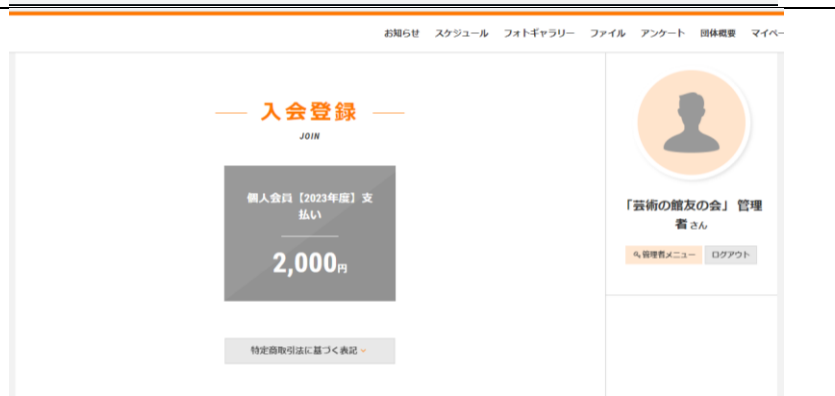 お知らせ スケジュール フォトギャラリー ファイル アンケート 団体概要 マイペー
入会登録
JOIN
個人会員【2023年度】支
払い
2,000円
特定商取引法に基づく表記
「芸術の館友の会」 管理
者 さん
管理者メニュー ログアウト